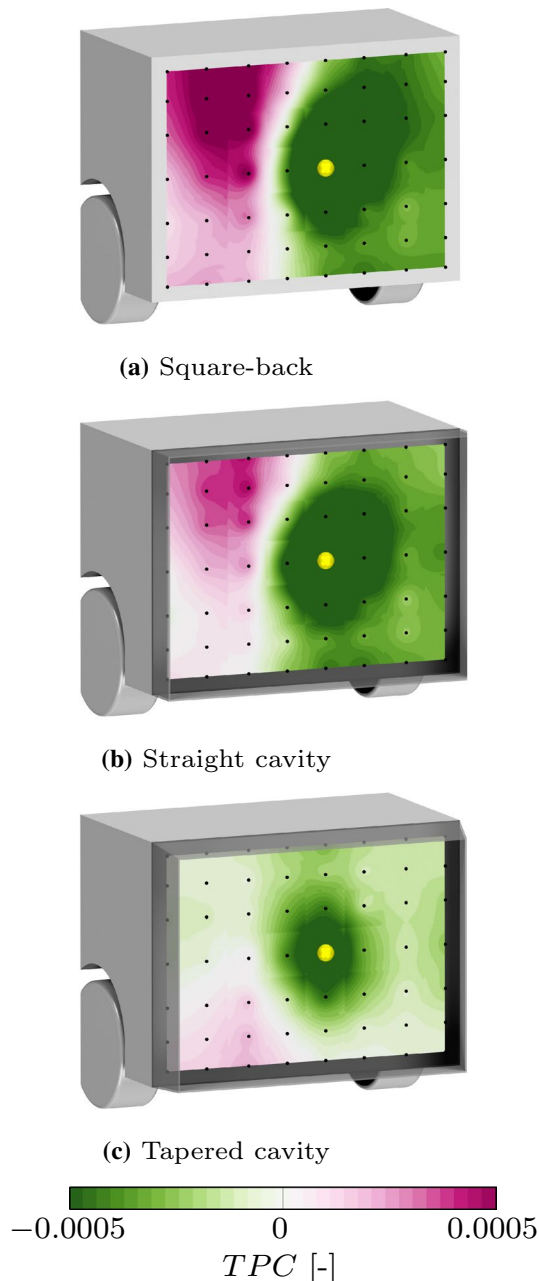 (a) Square-back
(b) Straight cavity
(c) Tapered cavity
−0.0005 0 0.0005
TPC [-]